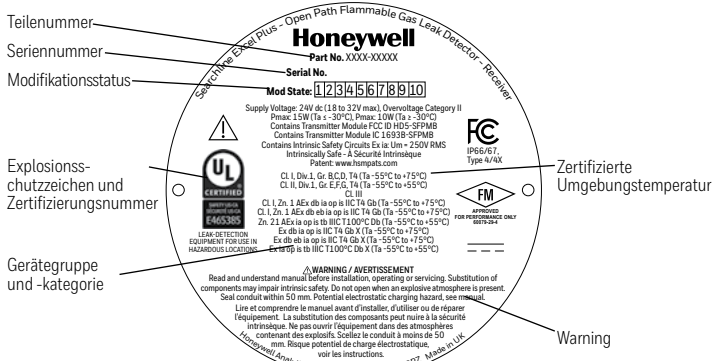 Teilenummer
Seriennummer
Modifikationsstatus
Explosionss-
chutzzeichen und
Zertifizierungsnummer
Gerätegruppe
und -kategorie
Searchline Excel Plus - Open Path Flammable Gas Leak Detector - Receiver
Honeywell
Part No. XXXX-XXXXX
Serial No.
Mod State: 1 2 3 4 5 6 7 8 9 10
Supply Voltage: 24V dc (18 to 32V max), Overvoltage Category II
Pmax: 15W (Ta ≤ -30°C), Pmax: 10W (Ta ≥ -30°C)
Contains Transmitter Module FCC ID HD5-SFPMB
Contains Transmitter Module IC 1693B-SFPMB
Contains Intrinsic Safety Circuits Ex ia: Um = 250V RMS
Intrinsically Safe - A Sécurité Intrinsèque
Patent: www.hsmpats.com
Cl. I, Div.1, Gr. B,C,D, T4 (Ta -55°C to +75°C)
Cl. II, Div.1, Gr. E,F,G, T4 (Ta -55°C to +55°C)
Cl. III
Cl. I, Zn. 1 AEx db ia op is IIC T4 Gb (Ta -55°C to +75°C)
Cl. I, Zn. 1 AEx db eb ia op is IIC T4 Gb (Ta -55°C to +75°C)
Zn. 21 AEx ia op is tb IIIC T100°C Db (Ta -55°C to +55°C)
Ex db ia op is IIC T4 Gb X (Ta -55°C to +75°C)
Ex db eb ia op is IIC T4 Gb X (Ta -55°C to +75°C)
Ex ia op is tb IIIC T100°C Db X (Ta -55°C to +55°C)
UL
CERTIFIED
SAFETY US-CA
SÉCURITÉ US-CA
E465385
LEAK-DETECTION
EQUIPMENT FOR USE IN
HAZARDOUS LOCATIONS
FC
IP66/67,
Type 4/4X
FM
APPROVED
FOR PERFORMANCE ONLY
60079-29-4
WARNING / AVERTISSEMENT
Read and understand manual before installation, operating or servicing. Substitution of
components may impair intrinsic safety. Do not open when an explosive atmosphere is present.
Seal conduit within 50 mm. Potential electrostatic charging hazard, see manual.
Lire et comprendre le manuel avant d'installer, d'utiliser ou de réparer
l'équipement. La substitution des composants peut nuire à la sécurité
intrinsèque. Ne pas ouvrir l'équipement dans des atmosphères
contenant des explosifs. Scellez le conduit à moins de 50
mm. Risque potentiel de charge électrostatique,
voir les instructions.
Honeywell Made in UK
Zertifizierte
Umgebungstemperatur
Warning